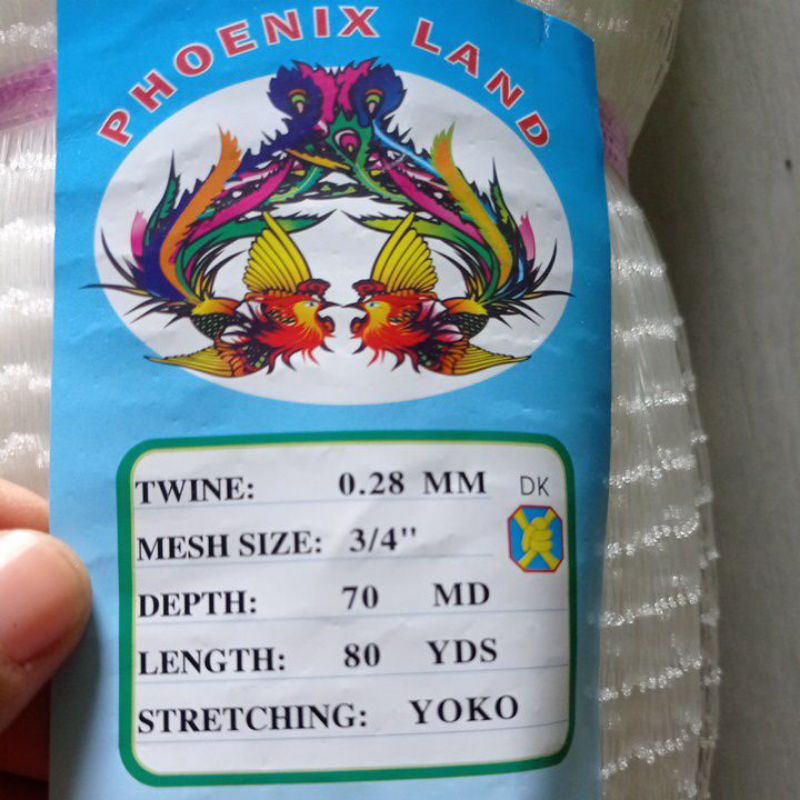 PHOENIX LAND
TWINE: 0.28 MM DK
MESH SIZE: 3/4"
DEPTH: 70 MD
LENGTH: 80 YDS
STRETCHING: YOKO